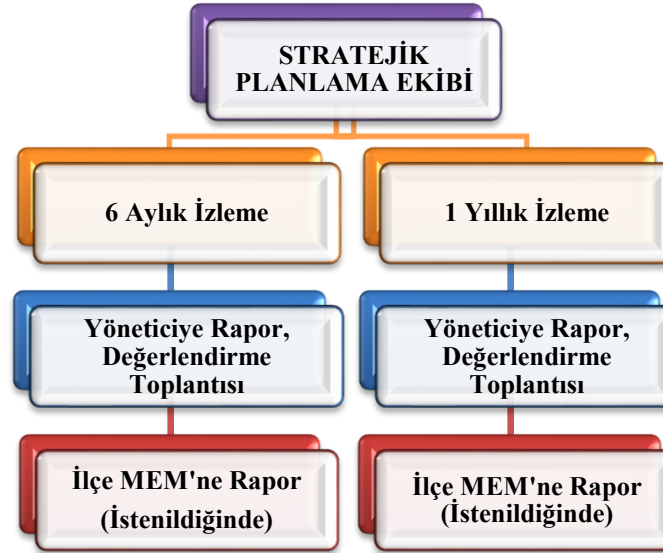 STRATEJİK
PLANLAMA EKİBİ
6 Aylık İzleme
1 Yıllık İzleme
Yöneticiye Rapor,
Değerlendirme
Toplantısı
Yöneticiye Rapor,
Değerlendirme
Toplantısı
İlçe MEM'ne Rapor
(İstenildiğinde)
İlçe MEM'ne Rapor
(İstenildiğinde)